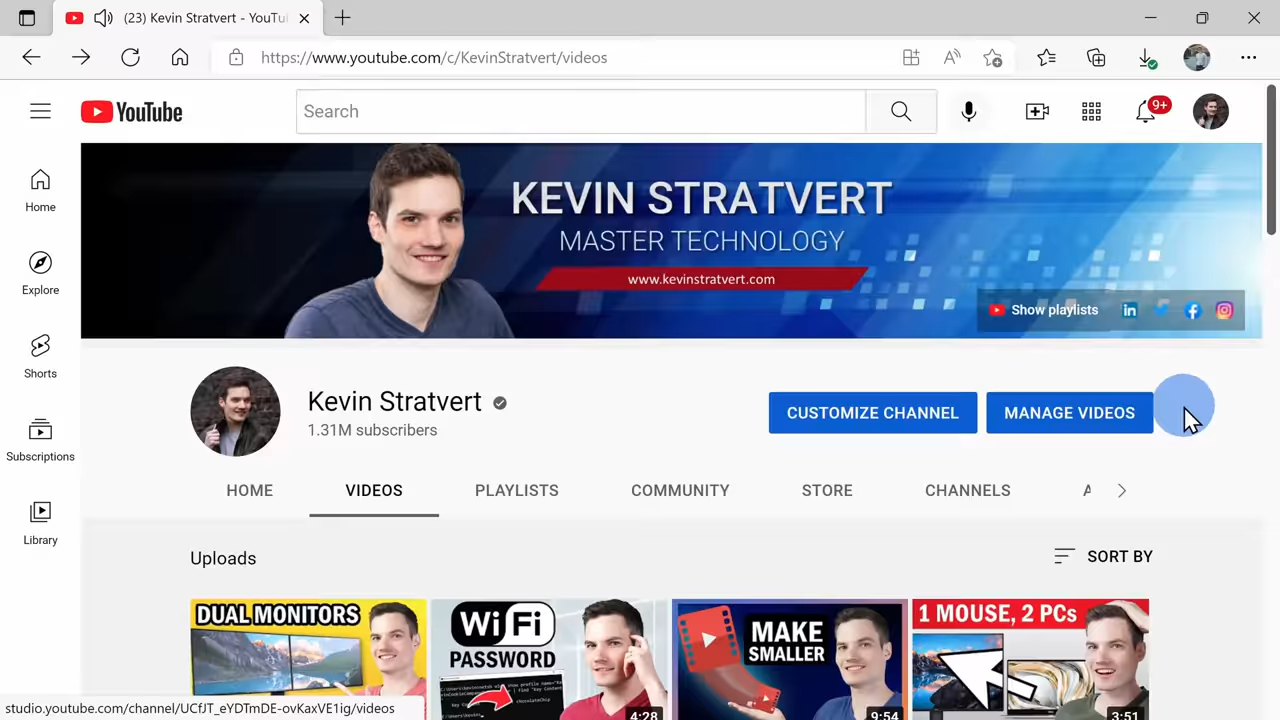 (23) Kevin Stratvert - YouTu
https://www.youtube.com/c/KevinStratvert/videos
YouTube
Search
9+
Home
Explore
Shorts
Subscriptions
Library
KEVIN STRATVERT
MASTER TECHNOLOGY
www.kevinstratvert.com
Show playlists
in
Kevin Stratvert
1.31M subscribers
CUSTOMIZE CHANNEL
MANAGE VIDEOS
HOME
VIDEOS
PLAYLISTS
COMMUNITY
STORE
CHANNELS
Uploads
SORT BY
DUAL MONITORS
WiFi
PASSWORD
4:28
MAKE
SMALLER
9:54
1 MOUSE, 2 PCs
3:51
studio.youtube.com/channel/UCfJT_eYDTmDE-ovKaxVE1ig/videos